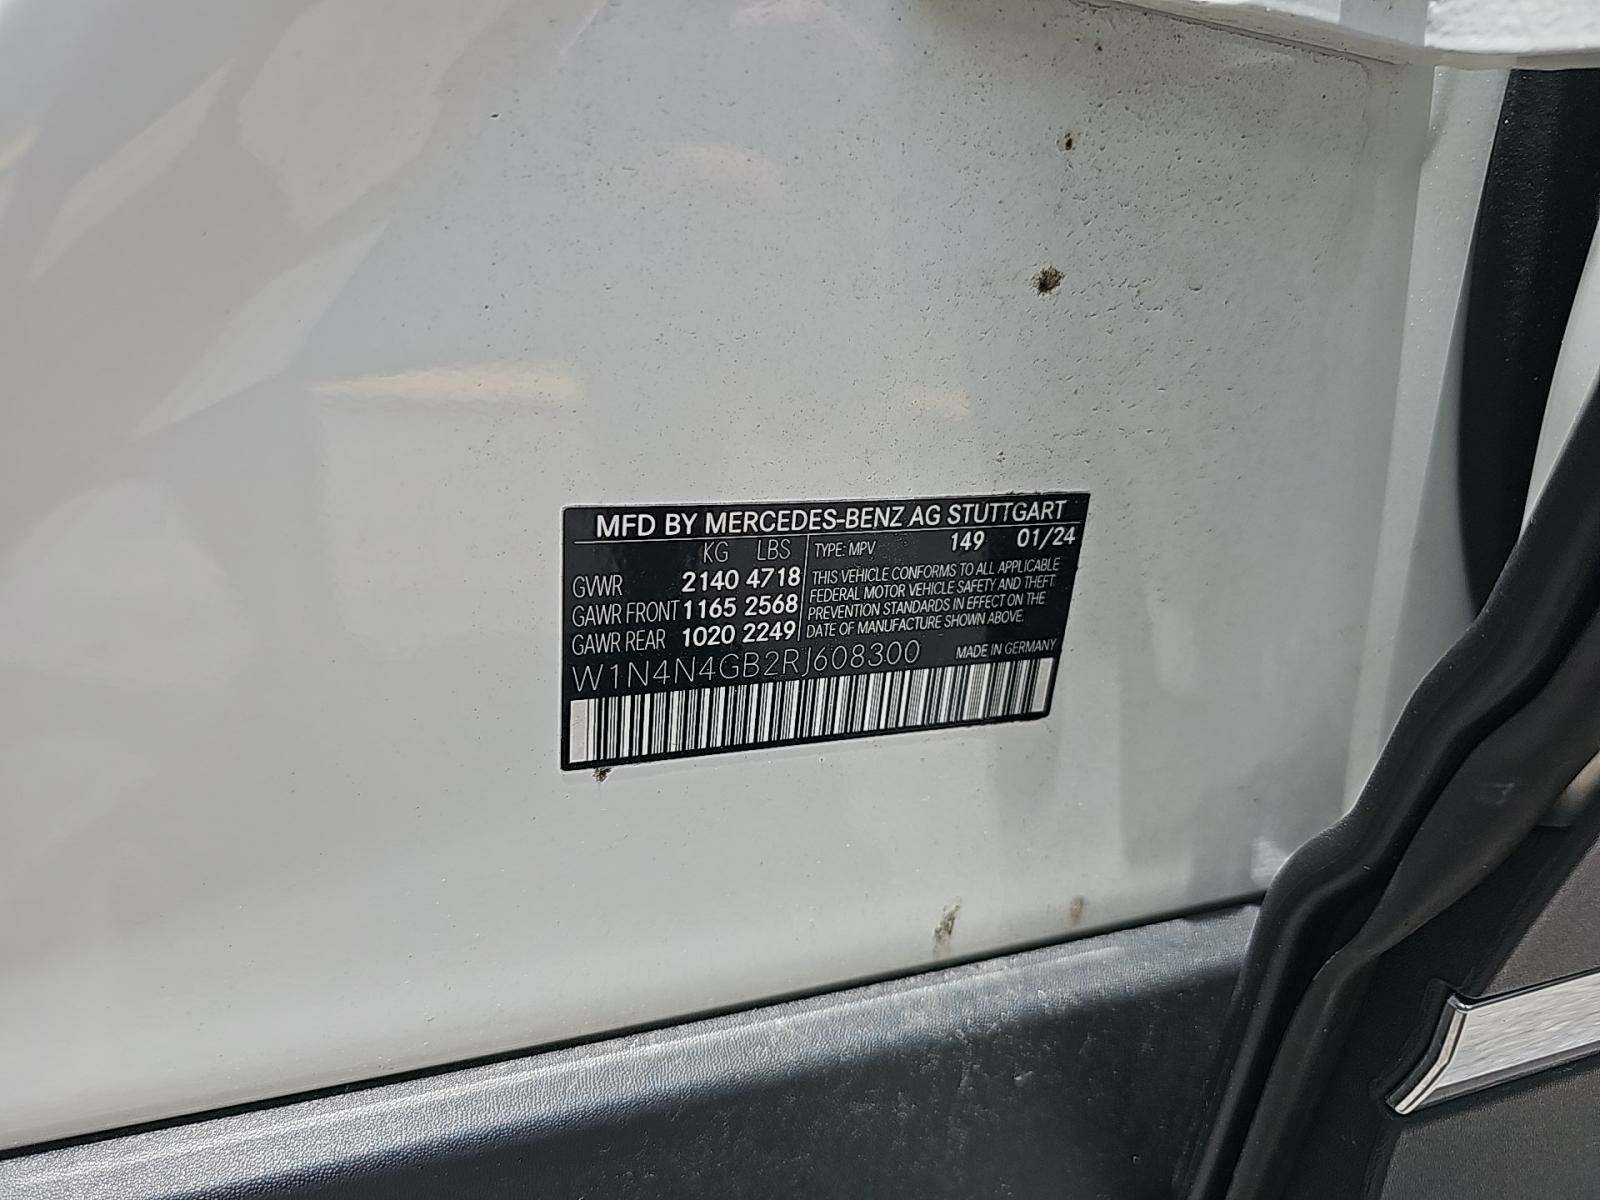 MFD BY MERCEDES-BENZ AG STUTTGART
KG LBS
GVWR 2140 4718
GAWR FRONT 1165 2568
GAWR REAR 1020 2249
TYPE: MPV 149 01/24
THIS VEHICLE CONFORMS TO ALL APPLICABLE
FEDERAL MOTOR VEHICLE SAFETY AND THEFT
PREVENTION STANDARDS IN EFFECT ON THE
DATE OF MANUFACTURE SHOWN ABOVE.
W1N4N4GB2RJ608300
MADE IN GERMANY